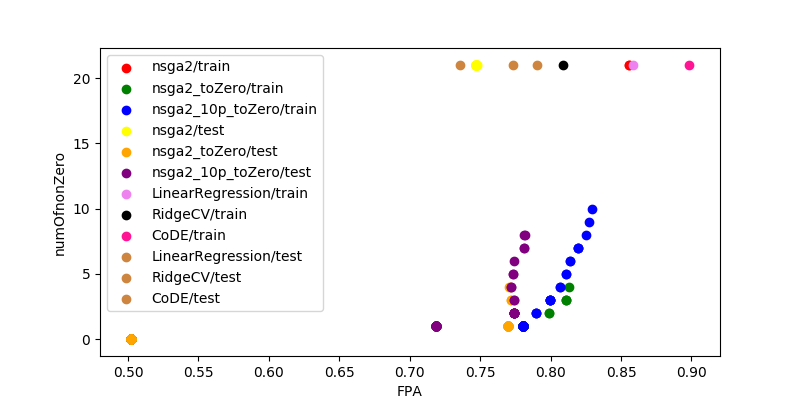 nsga2/train
nsga2_toZero/train
nsga2_10p_toZero/train
nsga2/test
nsga2_toZero/test
nsga2_10p_toZero/test
LinearRegression/train
RidgeCV/train
CoDE/train
LinearRegression/test
RidgeCV/test
CoDE/test
numOfnonZero
20
15
10
5
0
0.50 0.55 0.60 0.65 0.70 0.75 0.80 0.85 0.90
FPA